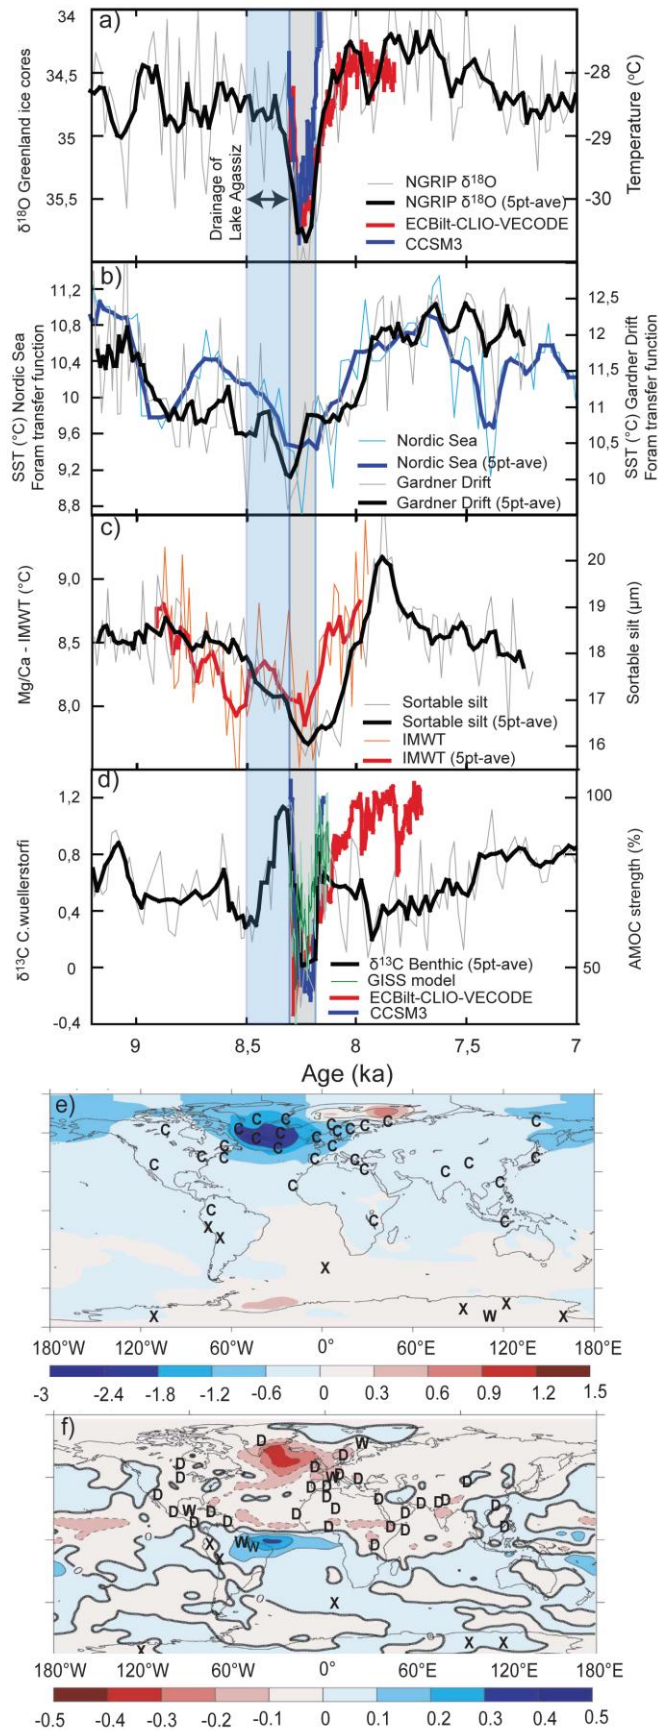 a)
34
34,5
35
35,5
δ18O Greenland ice cores
-28
-29
-30
Temperature (°C)
Drainage of
Lake Agassiz
NGRIP δ18O
NGRIP δ18O (5pt-ave)
ECBilt-CLIO-VECODE
CCSM3
b)
11,2
10,8
10,4
10
9,6
9,2
8,8
SST (°C) Nordic Sea
Foram transfer function
12,5
12
11,5
11
10,5
10
SST (°C) Gardner Drift
Foram transfer function
Nordic Sea
Nordic Sea (5pt-ave)
Gardner Drift
Gardner Drift (5pt-ave)
c)
9,0
8,5
8,0
Mg/Ca - IMWT (°C)
20
19
18
17
16
Sortable silt (µm)
Sortable silt
Sortable silt (5pt-ave)
IMWT
IMWT (5pt-ave)
d)
1,2
0,8
0,4
0
-0,4
δ13C C.wuellerstorfi
100
50
AMOC strength (%)
δ13C Benthic (5pt-ave)
GISS model
ECBilt-CLIO-VECODE
CCSM3
9 8,5 8 7,5 7
Age (ka)
e)
180°W 120°W 60°W 0°E 60°E 120°E 180°E
-3 -2.4 -1.8 -1.2 -0.6 0 0.3 0.6 0.9 1.2 1.5
f)
180°W 120°W 60°W 0° 60°E 120°E 180°E
-0.5 -0.4 -0.3 -0.2 -0.1 0 0.1 0.2 0.3 0.4 0.5